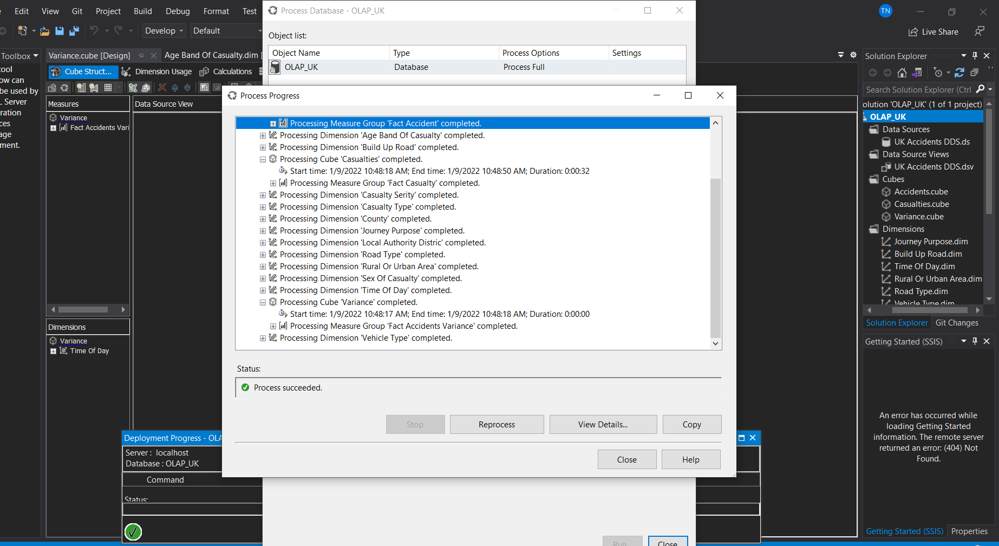 Edit View Git Project Build Debug Format Test
TN
Develop Default
Live Share
Process Database - OLAP_UK
Object list:
Object Name Type Process Options Settings
OLAP_UK Database Process Full
Toolbox
ow can
be used by
L Server
Variance.cube [Design] Age Band Of Casualty.dim [
Cube Struct... Dimension Usage Calculations
Measures
Variance
Fact Accidents Vari
Data Source View
Dimensions
Variance
Time Of Day
Process Progress
Processing Measure Group 'Fact Accident' completed.
Processing Dimension 'Age Band Of Casualty' completed.
Processing Dimension 'Build Up Road' completed.
Processing Cube 'Casualties' completed.
Start time: 1/9/2022 10:48:18 AM; End time: 1/9/2022 10:48:50 AM; Duration: 0:00:32
Processing Measure Group 'Fact Casualty' completed.
Processing Dimension 'Casualty Serity' completed.
Processing Dimension 'Casualty Type' completed.
Processing Dimension 'County' completed.
Processing Dimension 'Journey Purpose' completed.
Processing Dimension 'Local Authority Distric' completed.
Processing Dimension 'Road Type' completed.
Processing Dimension 'Rural Or Urban Area' completed.
Processing Dimension 'Sex Of Casualty' completed.
Processing Dimension 'Time Of Day' completed.
Processing Cube 'Variance' completed.
Start time: 1/9/2022 10:48:17 AM; End time: 1/9/2022 10:48:18 AM; Duration: 0:00:00
Processing Measure Group 'Fact Accidents Variance' completed.
Processing Dimension 'Vehicle Type' completed.
Status:
Process succeeded.
Stop Reprocess View Details... Copy
Close Help
Deployment Progress - OLA
Server : localhost
Database : OLAP_UK
Command
Status:
Run Close
Solution Explorer
Search Solution Explorer (Ctrl
olution 'OLAP_UK' (1 of 1 project)
OLAP_UK
Data Sources
UK Accidents DDS.ds
Data Source Views
UK Accidents DDS.dsv
Cubes
Accidents.cube
Casualties.cube
Variance.cube
Dimensions
Journey Purpose.dim
Build Up Road.dim
Time Of Day.dim
Rural Or Urban Area.dim
Road Type.dim
Vehicle Type.dim
Solution Explorer Git Changes
Getting Started (SSIS)
An error has occurred while
loading Getting Started
information. The remote server
returned an error: (404) Not
Found.
Getting Started (SSIS) Properties